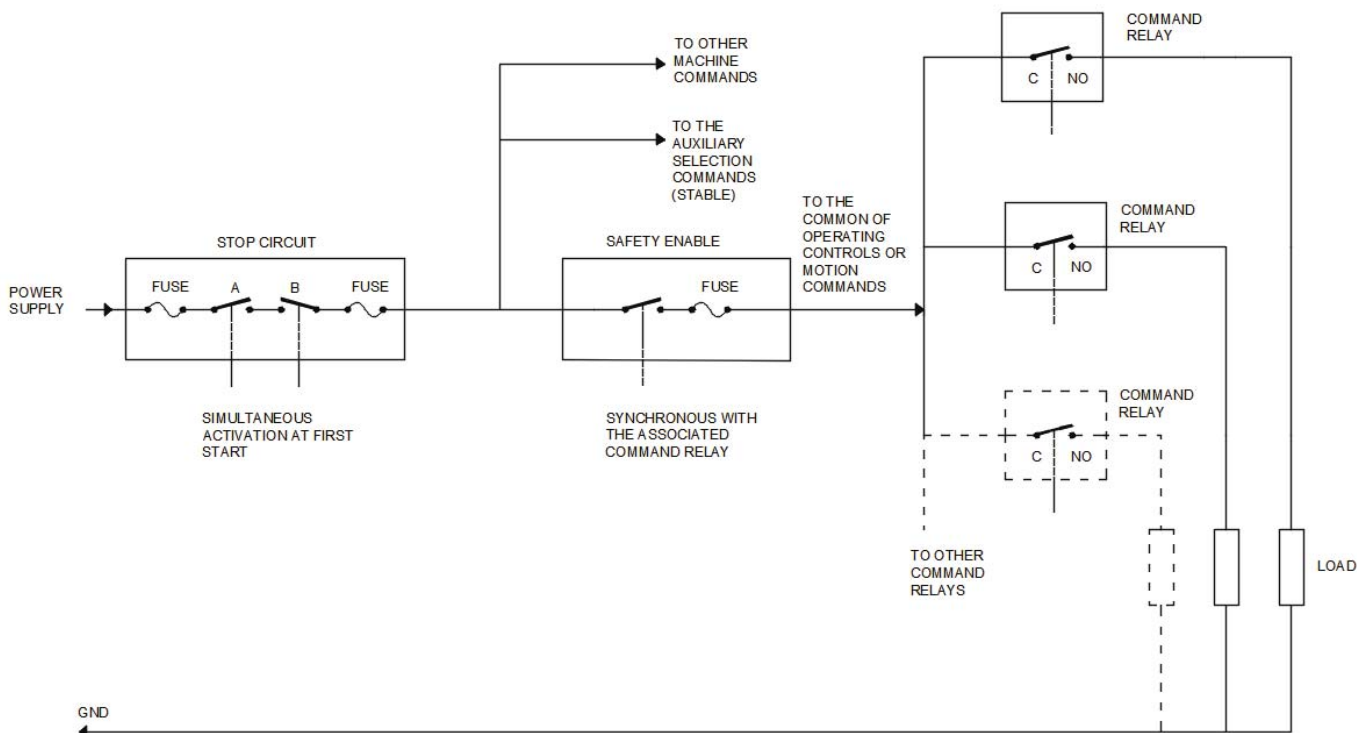 COMMAND
RELAY
C
NO
TO OTHER
MACHINE
COMMANDS
TO THE
AUXILIARY
SELECTION
COMMANDS
(STABLE)
TO THE
COMMON OF
OPERATING
CONTROLS OR
MOTION
COMMANDS
COMMAND
RELAY
C
NO
STOP CIRCUIT
SAFETY ENABLE
POWER
SUPPLY
FUSE
A
B
FUSE
FUSE
SIMULTANEOUS
ACTIVATION AT FIRST
START
SYNCHRONOUS WITH
THE ASSOCIATED
COMMAND RELAY
COMMAND
RELAY
C
NO
TO OTHER
COMMAND
RELAYS
LOAD
GND